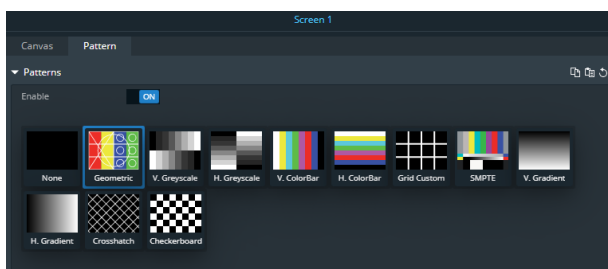 Screen 1
Canvas Pattern
Patterns
Enable ON
None Geometric V. Greyscale H. Greyscale V. ColorBar H. ColorBar Grid Custom SMPTE V. Gradient
H. Gradient Crosshatch Checkerboard